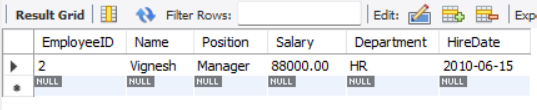 Result Grid Filter Rows: Edit: Expo
EmployeeID Name Position Salary Department HireDate
2 Vignesh Manager 88000.00 HR 2010-06-15
NULL NULL NULL NULL NULL NULL